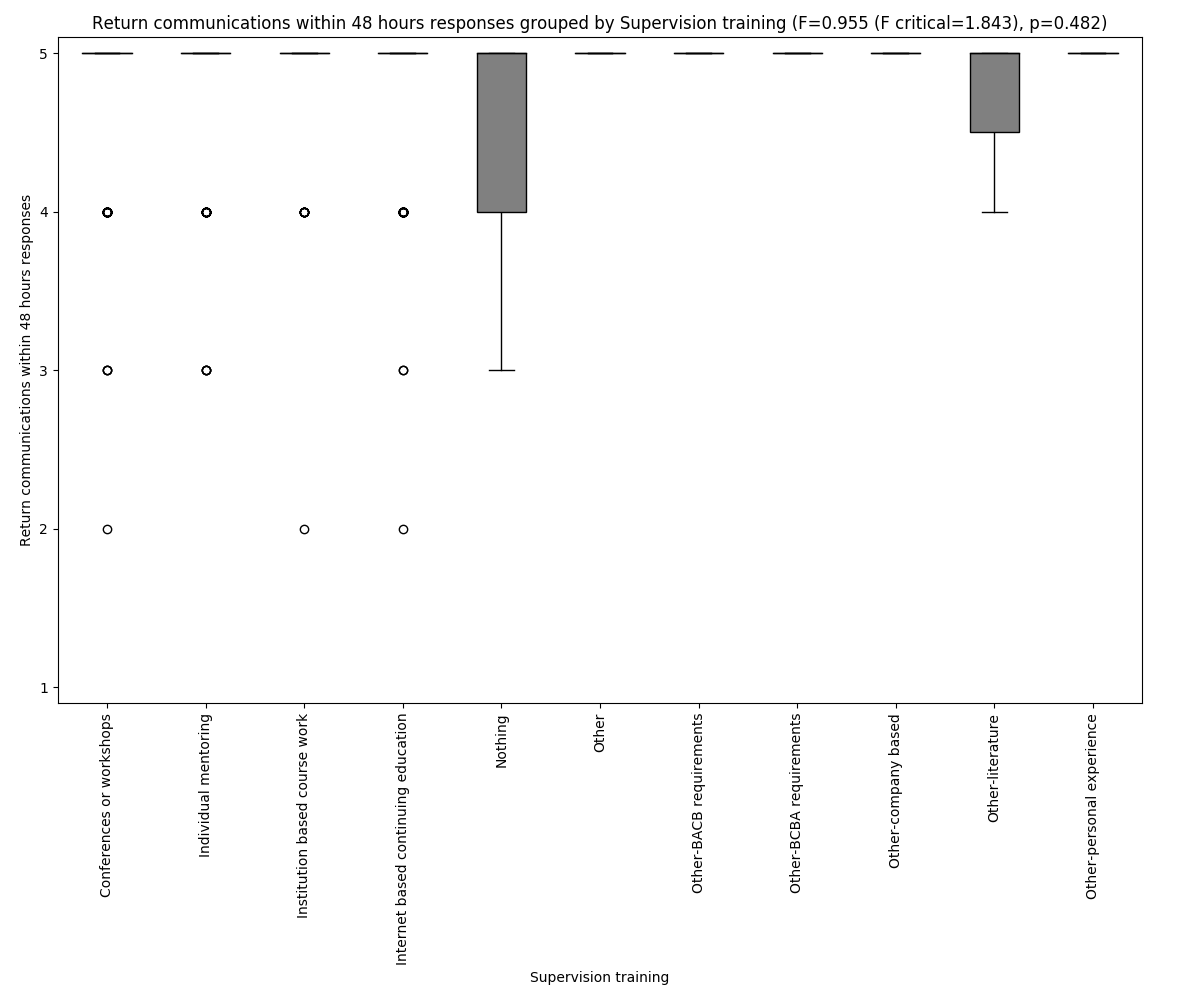 Return communications within 48 hours responses grouped by Supervision training (F=0.955 (F critical=1.843), p=0.482)
Return communications within 48 hours responses
5
4
3
2
1
Conferences or workshops
Individual mentoring
Institution based course work
Internet based continuing education
Nothing
Other
Other-BACB requirements
Other-BCBA requirements
Other-company based
Other-literature
Other-personal experience
Supervision training